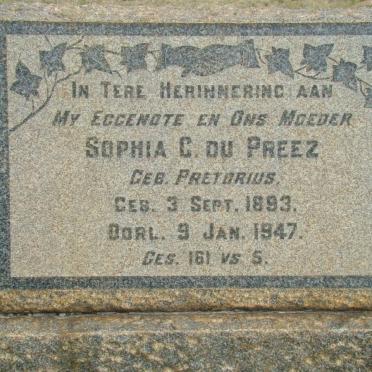 In Tere Herinnering aan
My Eggenote en Ons Moeder
Sophia C. du Preez
Geb. Pretorius.
Geb. 3 Sept. 1893.
Oorl. 9 Jan. 1947.
Ges. 161 vs 5.